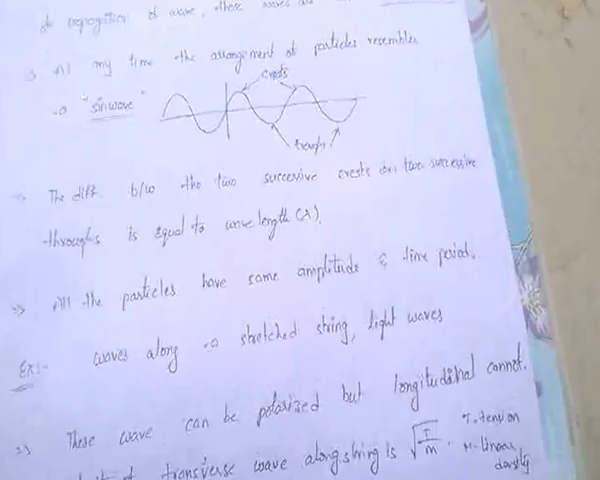 of propagation of wave, these waves are
=> At any time the arrangement of particles resembles
a "sinwave"
crests
troughs
=> The diff. b/w the two successive crests (or) two successive
throughs is equal to wave length (λ).
=> All the particles have same amplitude & time period.
Ex:- waves along a stretched string, light waves
=> These wave can be polarized but longitudinal cannot.
of transverse wave along string is √T/m . T-tension
m-linear
density